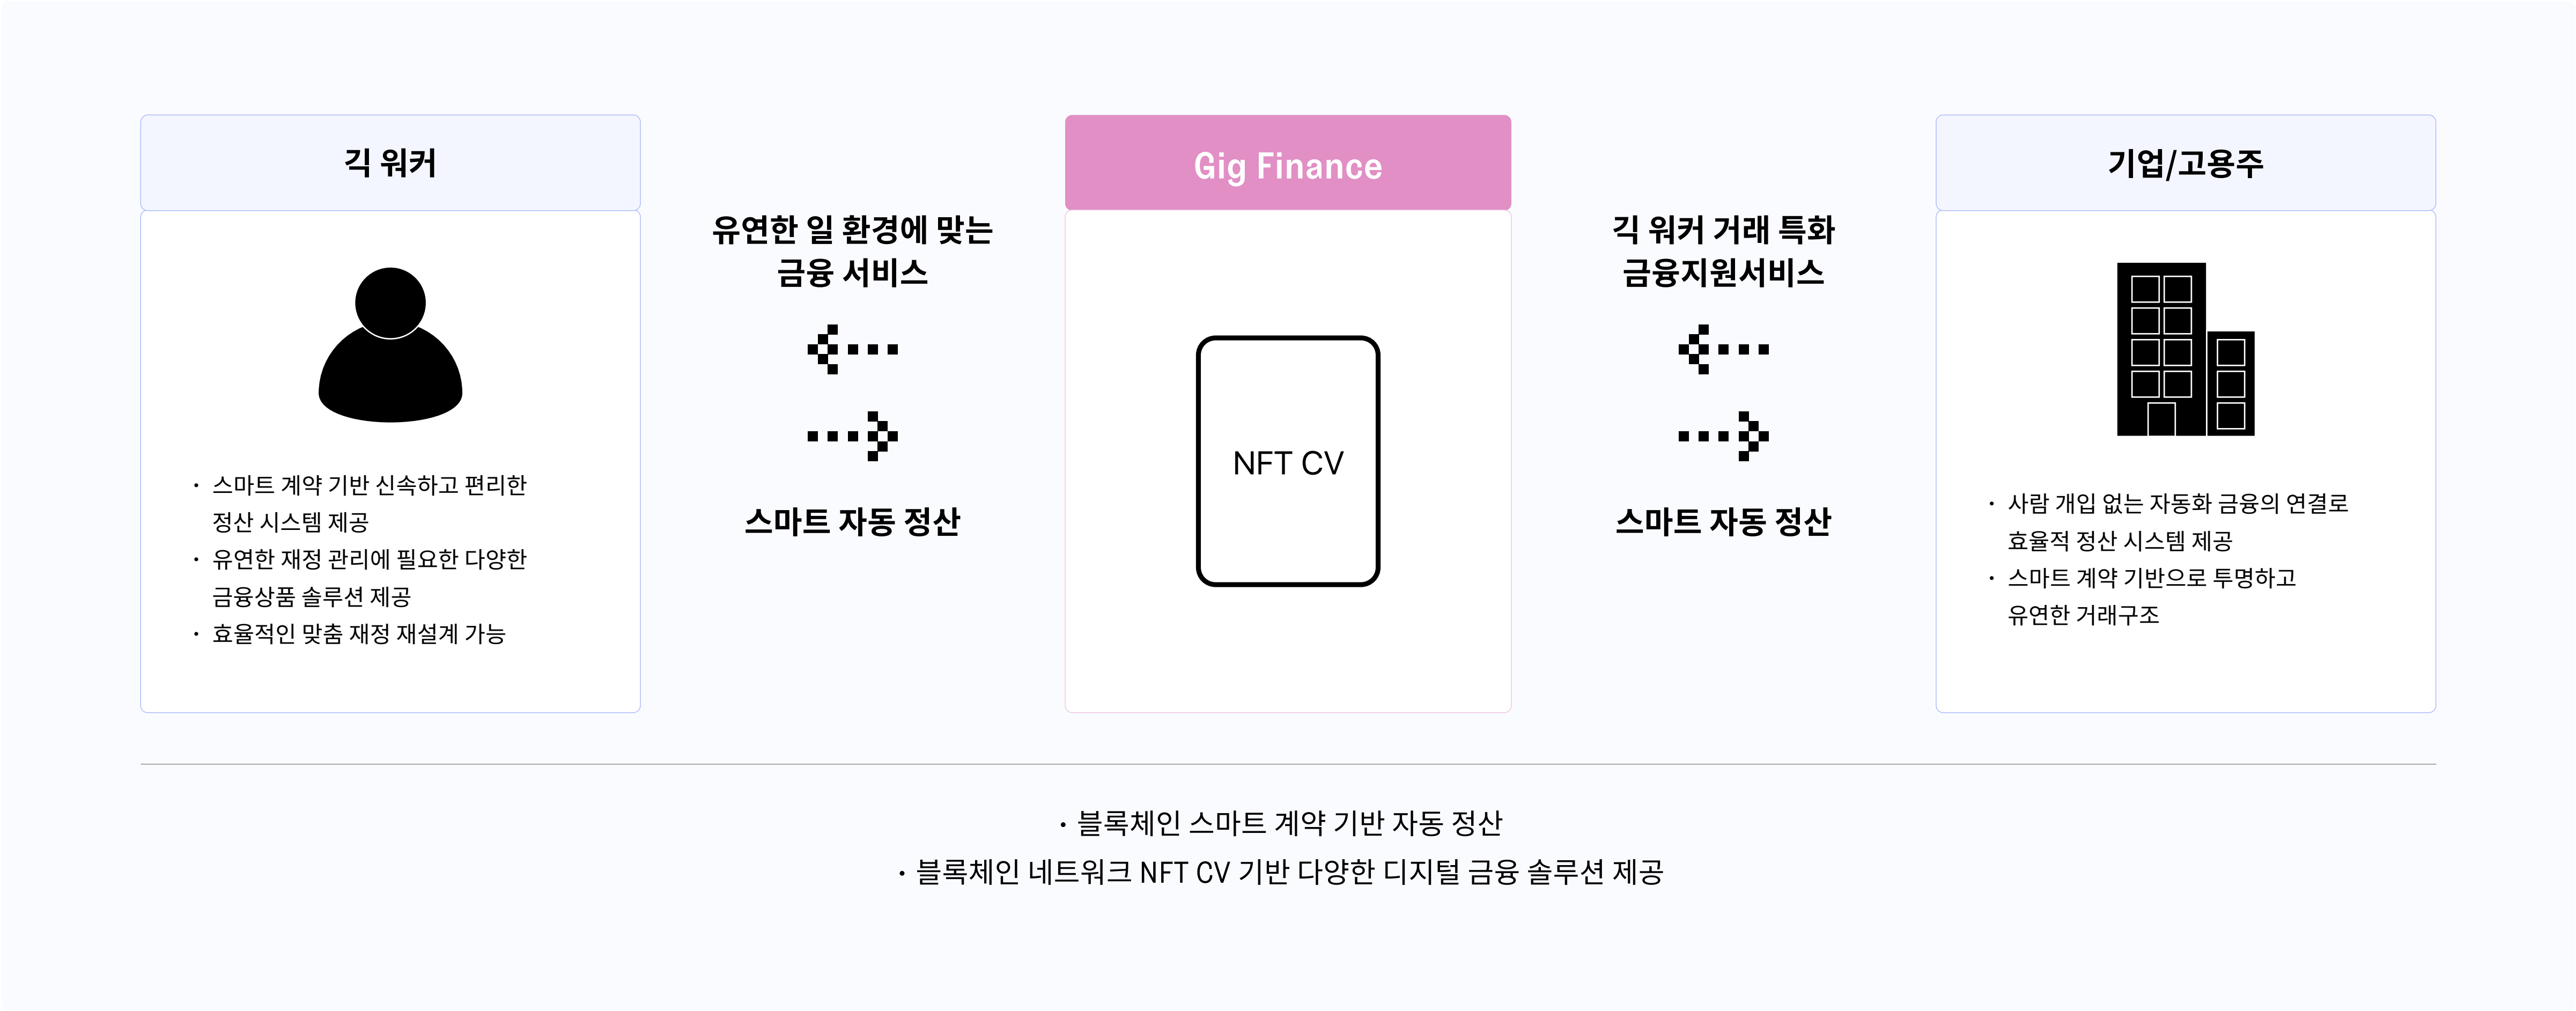 긱 워커
Gig Finance
기업/고용주
유연한 일 환경에 맞는
금융 서비스
긱 워커 거래 특화
금융지원서비스
NFT CV
스마트 자동 정산
스마트 자동 정산
• 스마트 계약 기반 신속하고 편리한
정산 시스템 제공
• 유연한 재정 관리에 필요한 다양한
금융상품 솔루션 제공
• 효율적인 맞춤 재정 재설계 가능
• 사람 개입 없는 자동화 금융의 연결로
효율적 정산 시스템 제공
• 스마트 계약 기반으로 투명하고
유연한 거래구조
• 블록체인 스마트 계약 기반 자동 정산
• 블록체인 네트워크 NFT CV 기반 다양한 디지털 금융 솔루션 제공